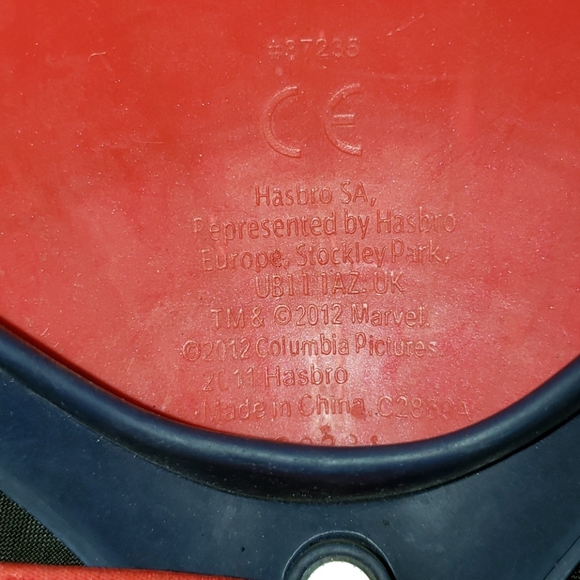 #37236
CE
Hasbro SA,
Represented by Hasbro
Europe, Stockley Park,
UB11 1AZ. UK
TM & ©2012 Marvel.
©2012 Columbia Pictures
2011 Hasbro
Made in China.